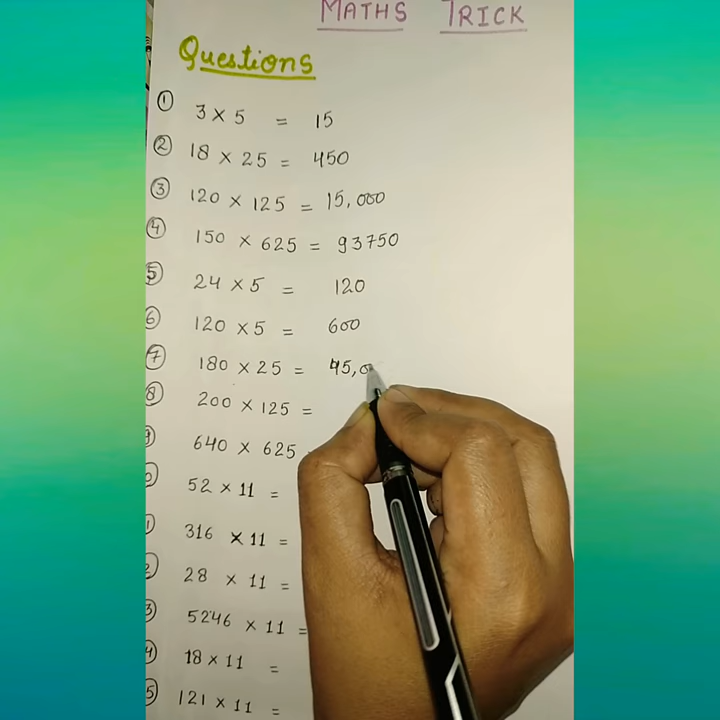 MATHS TRICK
Questions
① 3 × 5 = 15
② 18 × 25 = 450
③ 120 × 125 = 15,000
④ 150 × 625 = 93750
⑤ 24 × 5 = 120
⑥ 120 × 5 = 600
⑦ 180 × 25 = 45,0
⑧ 200 × 125 =
640 × 625
52 × 11 =
316 × 11 =
28 × 11 =
5246 × 11 =
18 × 11 =
121 × 11 =